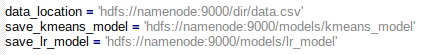 data_location = 'hdfs://namenode:9000/dir/data.csv'
save_kmeans_model = 'hdfs://namenode:9000/models/kmeans_model'
save_lr_model = 'hdfs://namenode:9000/models/lr_model'